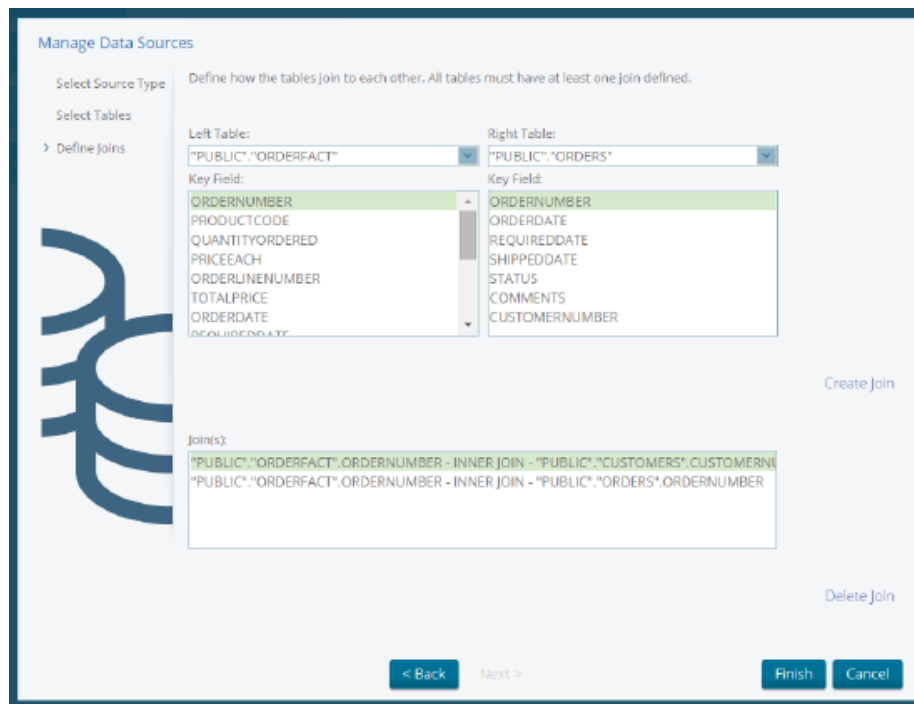 Manage Data Sources
Select Source Type
Select Tables
> Define Joins
Define how the tables join to each other. All tables must have at least one join defined.
Left Table:
"PUBLIC"."ORDERFACT"
Key Field:
ORDERNUMBER
PRODUCTCODE
QUANTITYORDERED
PRICEEACH
ORDERLINENUMBER
TOTALPRICE
ORDERDATE
REQUIREDDATE
Right Table:
"PUBLIC"."ORDERS"
Key Field:
ORDERNUMBER
ORDERDATE
REQUIREDDATE
SHIPPEDDATE
STATUS
COMMENTS
CUSTOMERNUMBER
Create Join
Join(s):
"PUBLIC"."ORDERFACT".ORDERNUMBER - INNER JOIN - "PUBLIC"."CUSTOMERS".CUSTOMERNU
"PUBLIC"."ORDERFACT".ORDERNUMBER - INNER JOIN - "PUBLIC"."ORDERS".ORDERNUMBER
Delete Join
< Back
Next >
Finish
Cancel